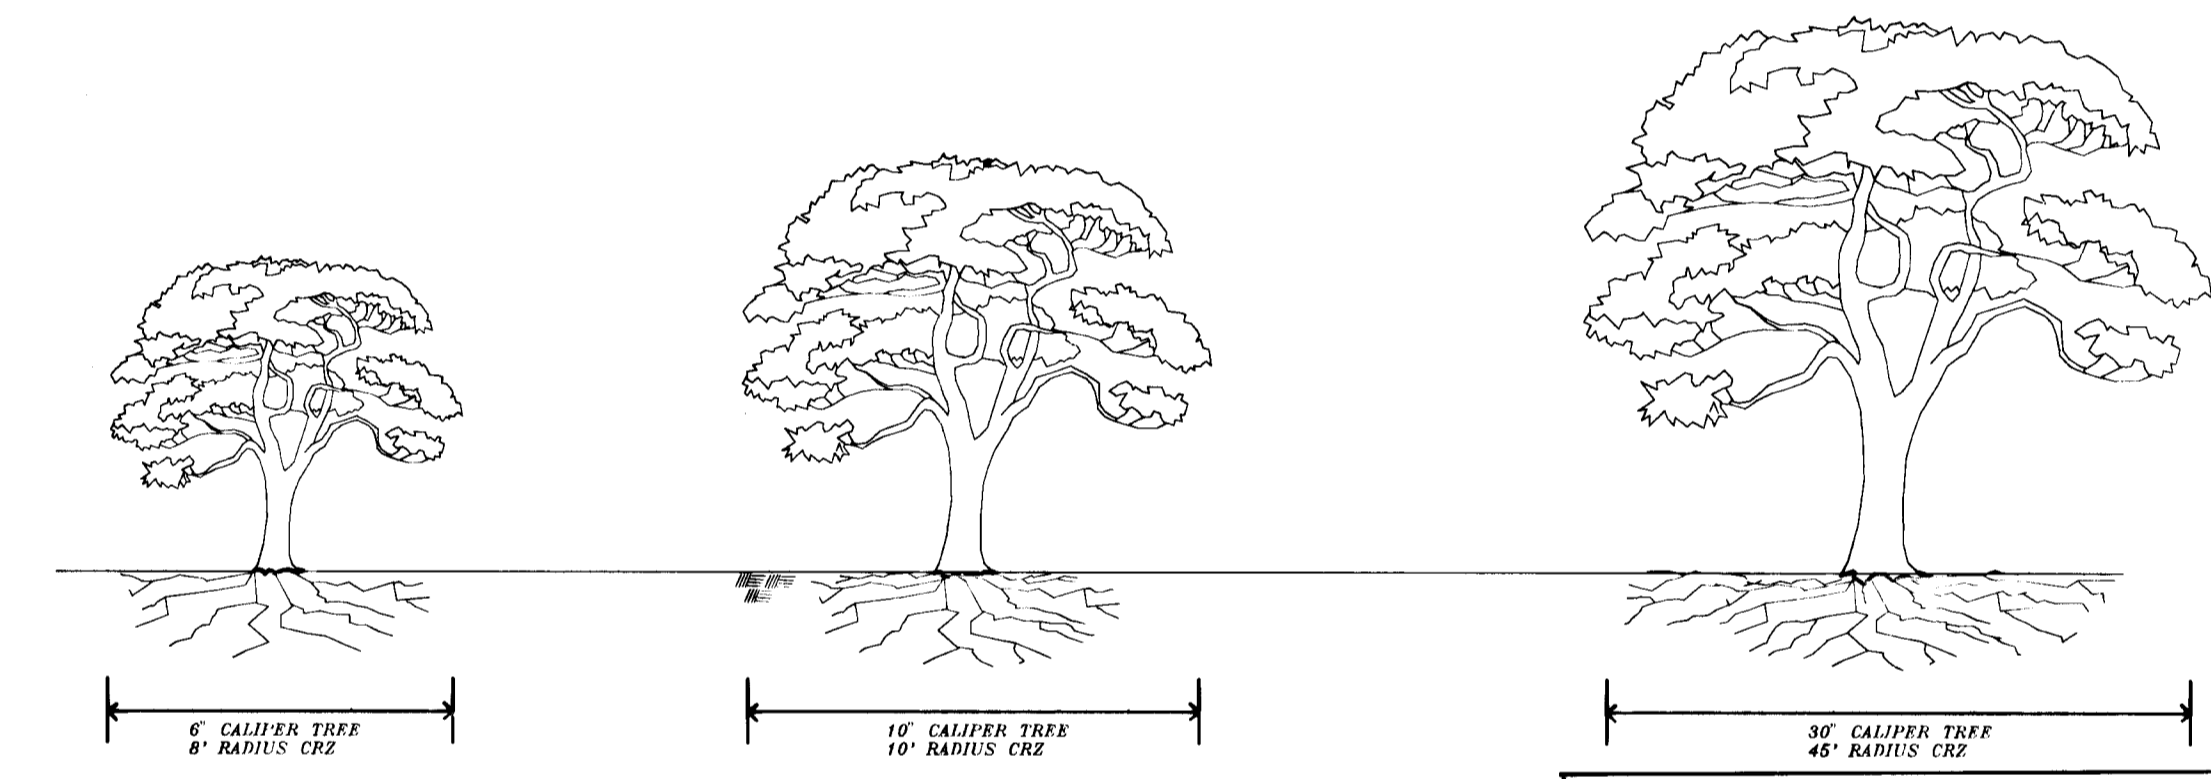 6" CALIPER TREE
8' RADIUS CRZ
10" CALIPER TREE
10' RADIUS CRZ
30" CALIPER TREE
45' RADIUS CRZ